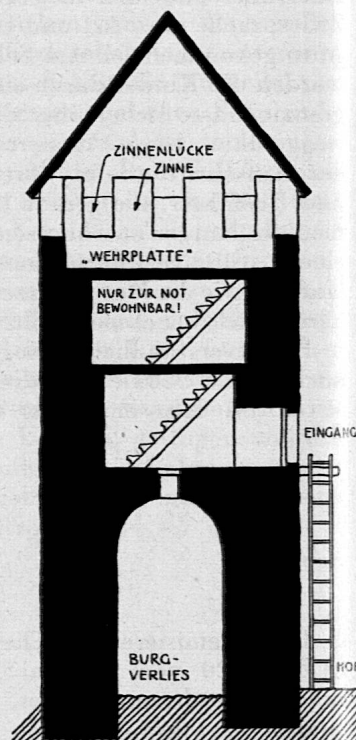 ZINNENLÜCKE
ZINNE
„WEHRPLATTE“
NUR ZUR NOT
BEWOHNBAR!
EINGANG
BURG-
VERLIES